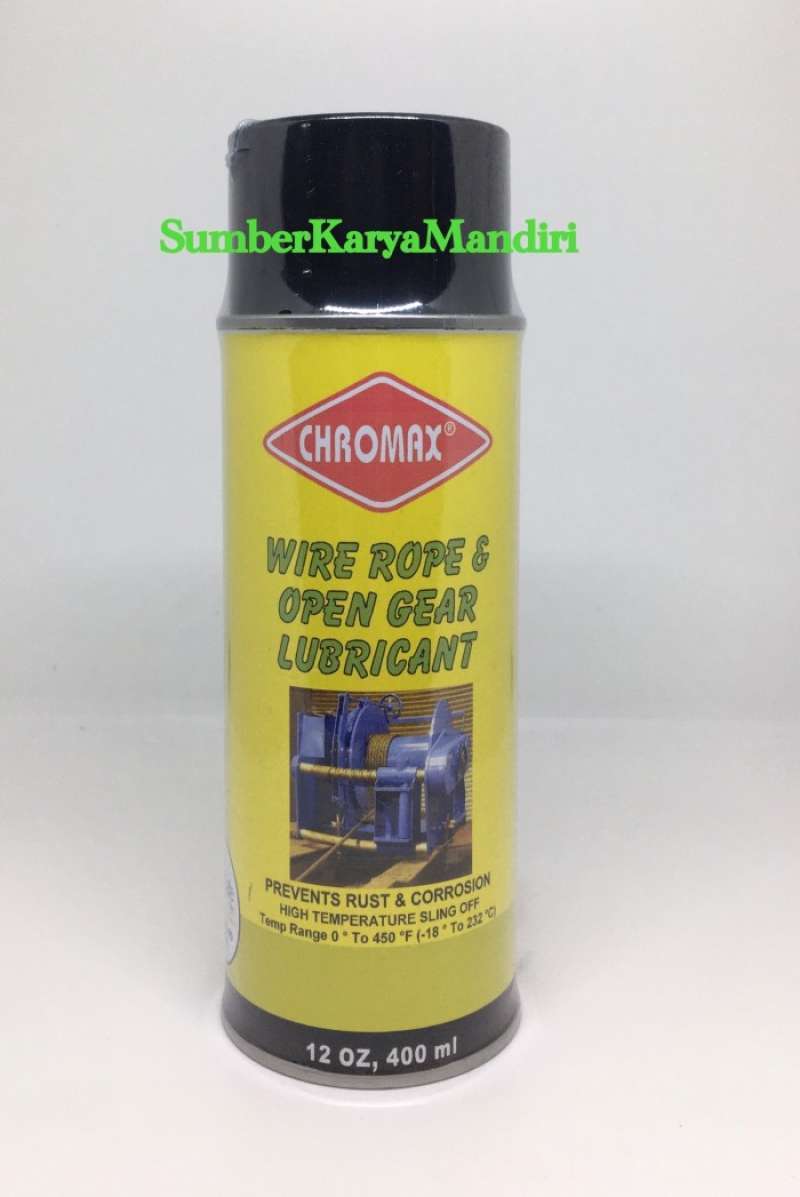 SumberKaryaMandiri
CHROMAX®
WIRE ROPE &
OPEN GEAR
LUBRICANT
PREVENTS RUST & CORROSION
HIGH TEMPERATURE SLING OFF
Temp Range 0 ° To 450 °F (-18 ° To 232 °C)
12 OZ, 400 ml